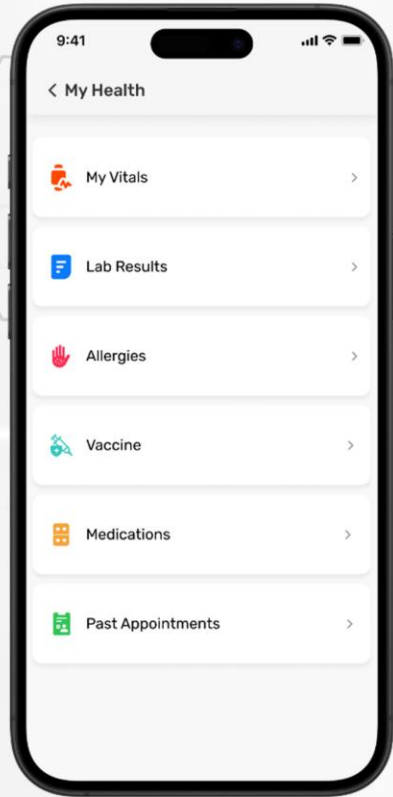 9:41
My Health
My Vitals
Lab Results
Allergies
Vaccine
Medications
Past Appointments